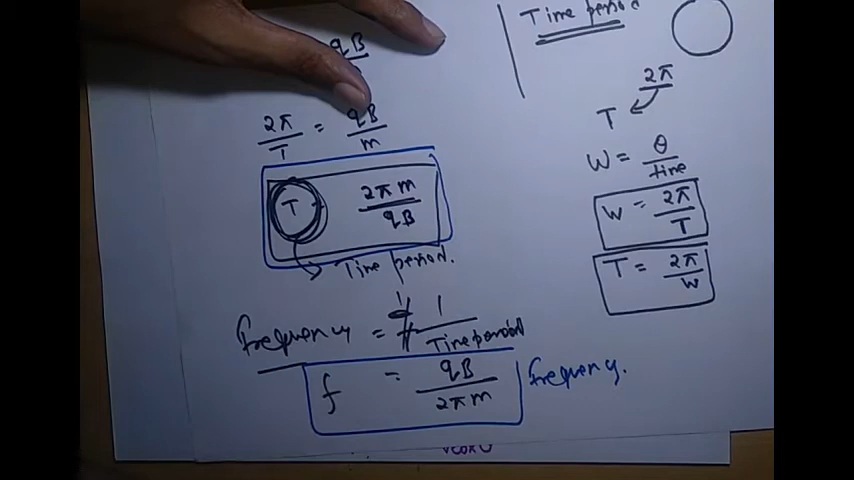 qB
2π/T = qB/m
T = 2πm/qB
Time period.
Frequency = 1/Time period
f = qB/2πm Frequency.
Time period
2π
T
W = θ/time
W = 2π/T
T = 2π/W